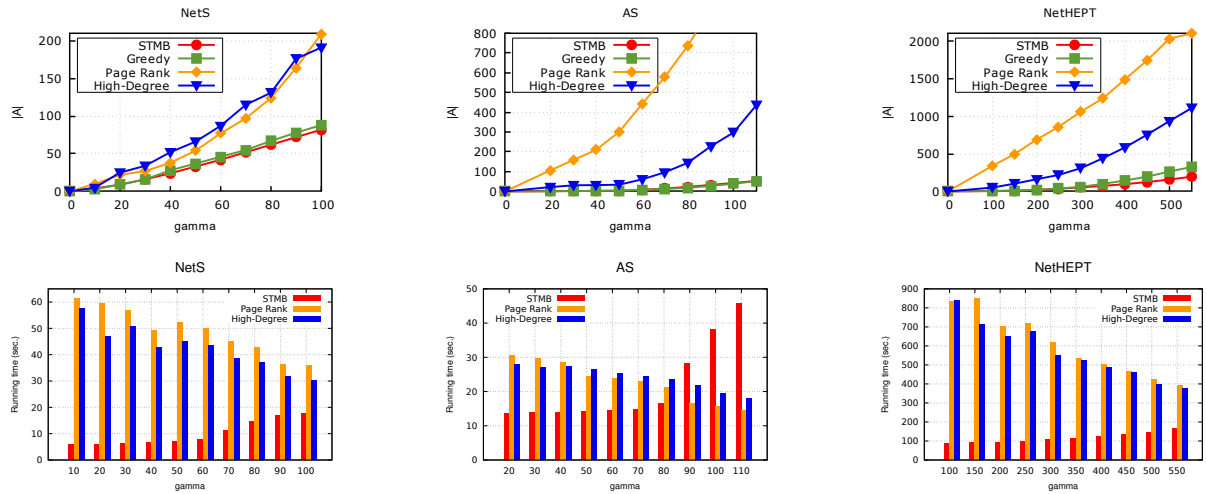 NetS
200
150
100
50
0
|A|
STMB
Greedy
Page Rank
High-Degree
0 20 40 60 80 100
gamma
AS
800
700
600
500
400
300
200
100
0
|A|
STMB
Greedy
Page Rank
High-Degree
0 20 40 60 80 100
gamma
NetHEPT
2000
1500
1000
500
0
|A|
STMB
Greedy
Page Rank
High-Degree
0 100 200 300 400 500
gamma
NetS
60
50
40
30
20
10
0
Running time (sec.)
STMB
Page Rank
High-Degree
10 20 30 40 50 60 70 80 90 100
gamma
AS
50
40
30
20
10
0
Running time (sec.)
STMB
Page Rank
High-Degree
20 30 40 50 60 70 80 90 100 110
gamma
NetHEPT
900
800
700
600
500
400
300
200
100
0
Running time (sec.)
STMB
Page Rank
High-Degree
100 150 200 250 300 350 400 450 500 550
gamma